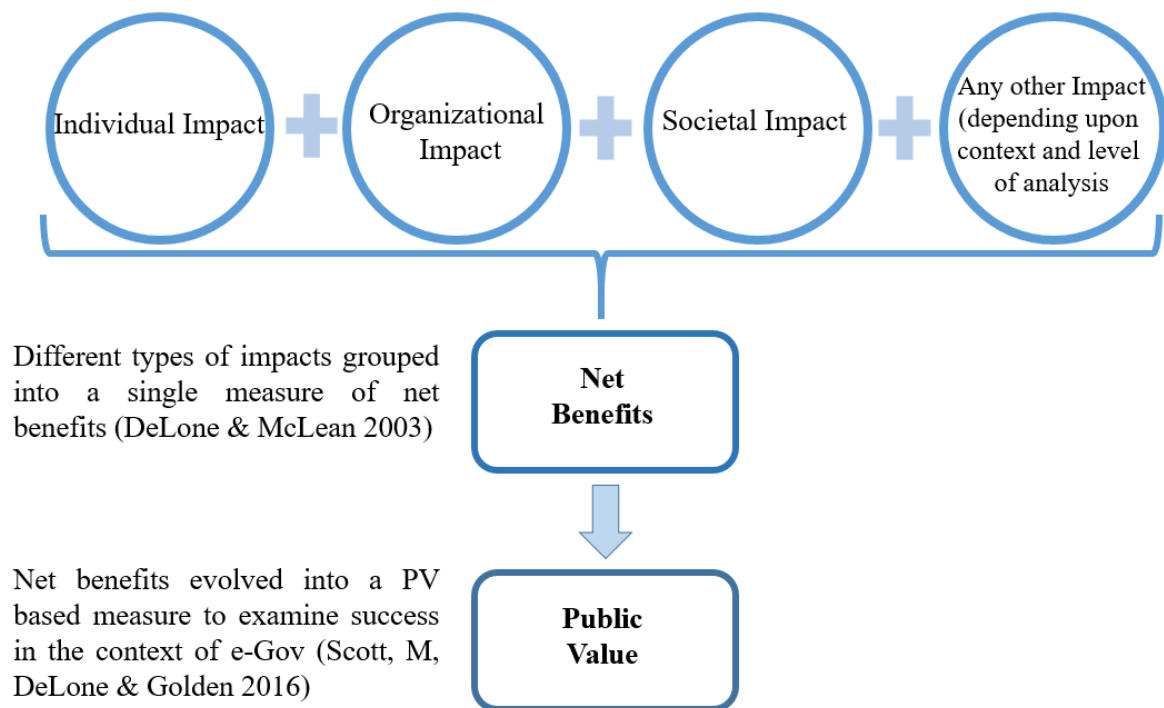 Individual Impact
Organizational
Impact
Societal Impact
Any other Impact
(depending upon
context and level
of analysis
Different types of impacts grouped
into a single measure of net
benefits (DeLone & McLean 2003)
Net
Benefits
Net benefits evolved into a PV
based measure to examine success
in the context of e-Gov (Scott, M,
DeLone & Golden 2016)
Public
Value